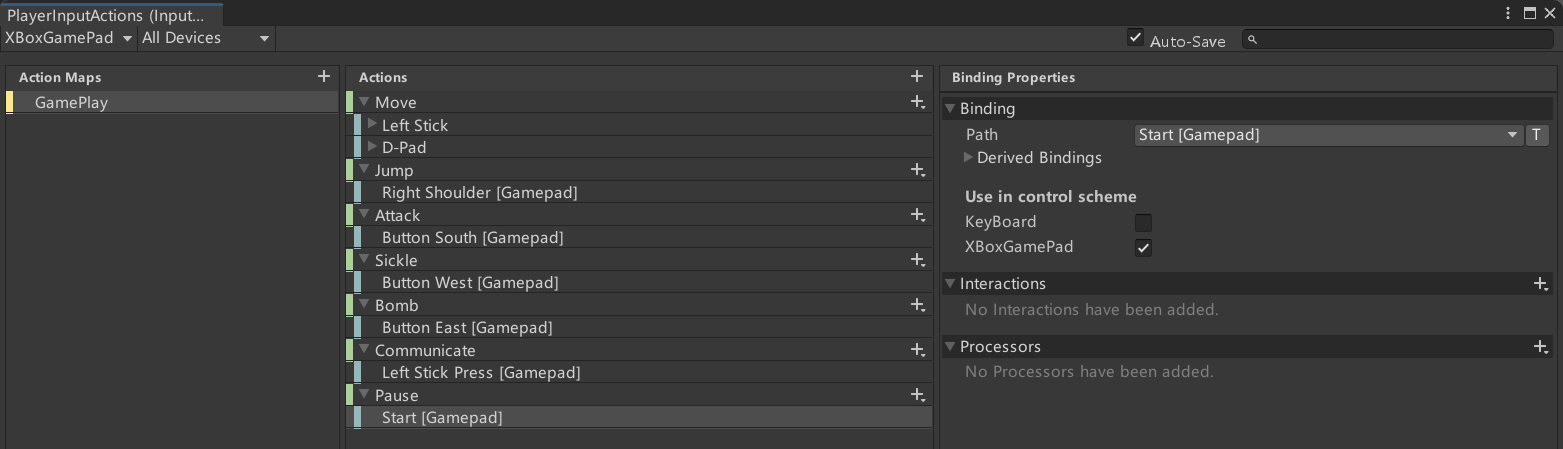 PlayerInputActions (Input...
XBoxGamePad All Devices Auto-Save
Action Maps
GamePlay
Actions
Move
Left Stick
D-Pad
Jump
Right Shoulder [Gamepad]
Attack
Button South [Gamepad]
Sickle
Button West [Gamepad]
Bomb
Button East [Gamepad]
Communicate
Left Stick Press [Gamepad]
Pause
Start [Gamepad]
Binding Properties
Binding
Path Start [Gamepad] T
Derived Bindings
Use in control scheme
KeyBoard
XBoxGamePad
Interactions
No Interactions have been added.
Processors
No Processors have been added.